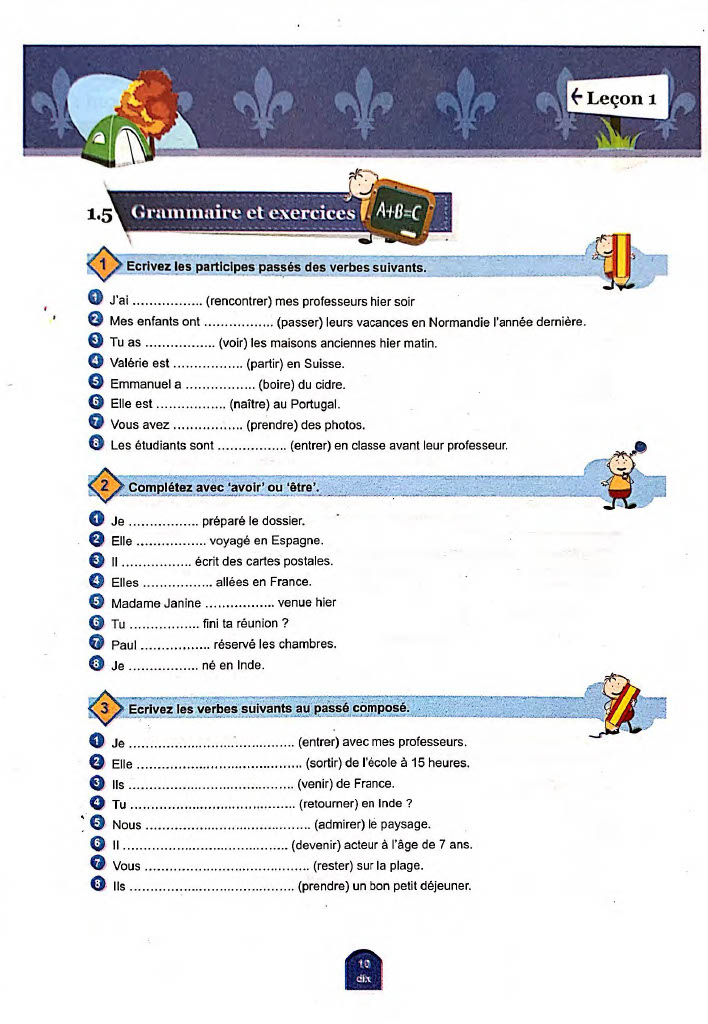 ← Leçon 1
1.5 Grammaire et exercices A+B=C
1 Ecrivez les participes passés des verbes suivants.
1 J'ai ................. (rencontrer) mes professeurs hier soir
2 Mes enfants ont ................. (passer) leurs vacances en Normandie l'année dernière.
3 Tu as ................. (voir) les maisons anciennes hier matin.
4 Valérie est ................. (partir) en Suisse.
5 Emmanuel a ................. (boire) du cidre.
6 Elle est ................. (naître) au Portugal.
7 Vous avez ................. (prendre) des photos.
8 Les étudiants sont ................. (entrer) en classe avant leur professeur.
2 Complétez avec 'avoir' ou 'être'.
1 Je ................. préparé le dossier.
2 Elle ................. voyagé en Espagne.
3 Il ................. écrit des cartes postales.
4 Elles ................. allées en France.
5 Madame Janine ................. venue hier
6 Tu ................. fini ta réunion ?
7 Paul ................. réservé les chambres.
8 Je ................. né en Inde.
3 Ecrivez les verbes suivants au passé composé.
1 Je ........................................ (entrer) avec mes professeurs.
2 Elle ........................................ (sortir) de l'école à 15 heures.
3 Ils ........................................ (venir) de France.
4 Tu ........................................ (retourner) en Inde ?
5 Nous ........................................ (admirer) le paysage.
6 Il ........................................ (devenir) acteur à l'âge de 7 ans.
7 Vous ........................................ (rester) sur la plage.
8 Ils ........................................ (prendre) un bon petit déjeuner.
10
dix